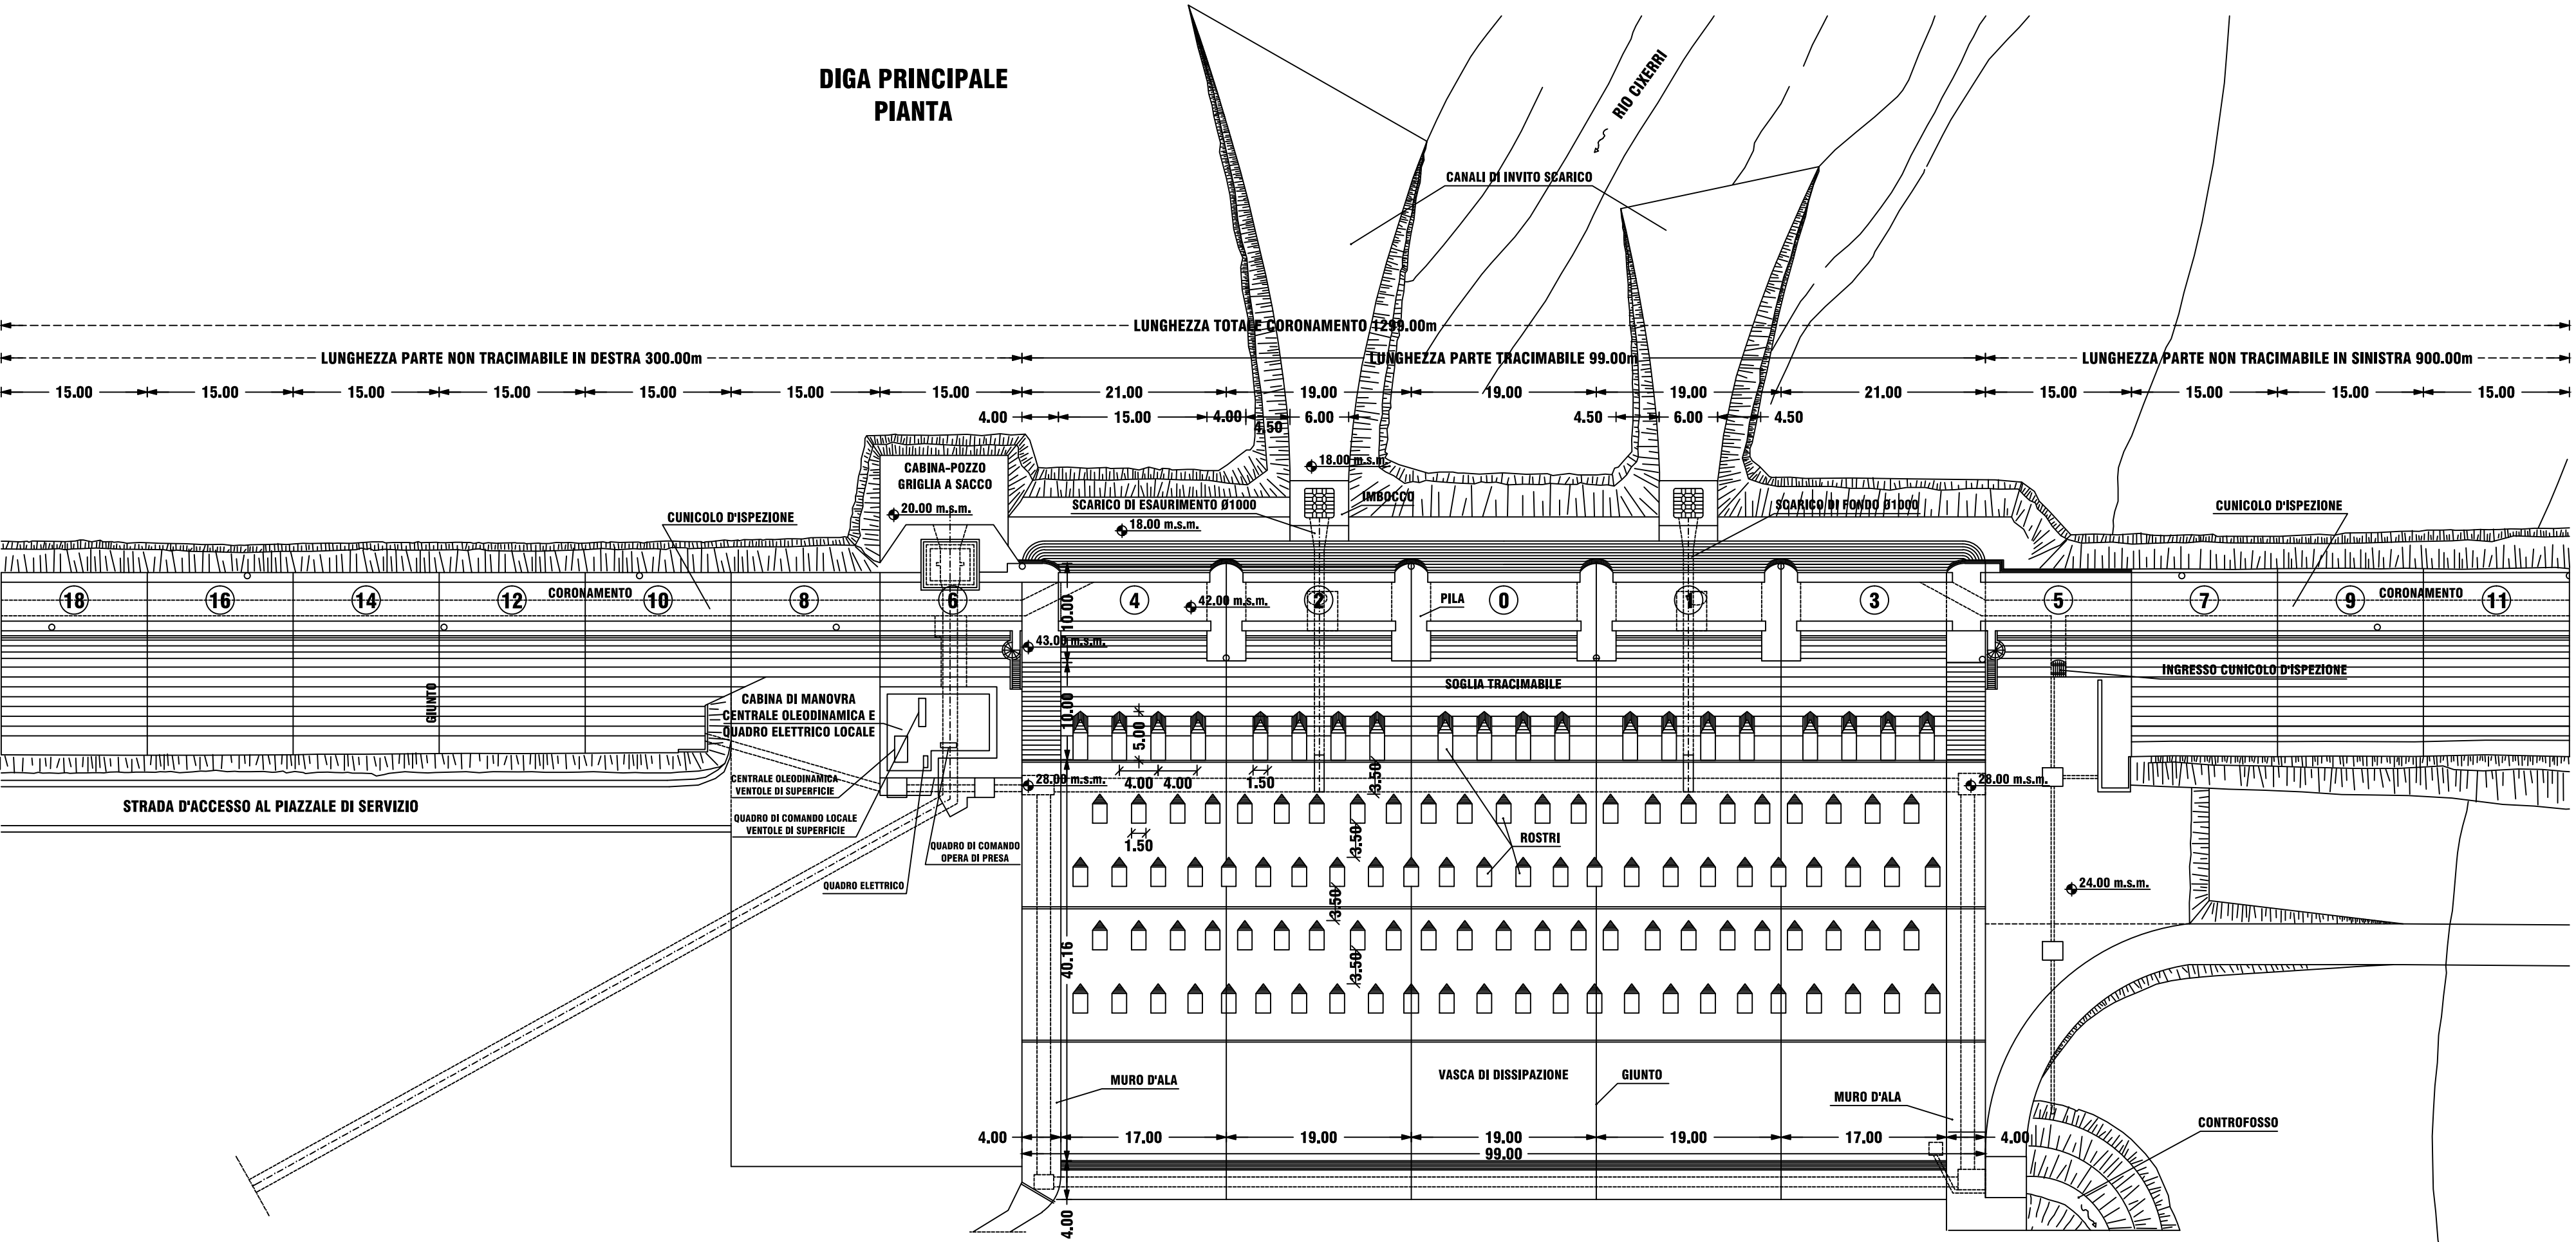 DIGA PRINCIPALE
PIANTA
RIO CIXERRI
CANALI DI INVITO SCARICO
LUNGHEZZA TOTALE CORONAMENTO 1299.00m
LUNGHEZZA PARTE NON TRACIMABILE IN DESTRA 300.00m
LUNGHEZZA PARTE TRACIMABILE 99.00m
LUNGHEZZA PARTE NON TRACIMABILE IN SINISTRA 900.00m
15.00 15.00 15.00 15.00 15.00 15.00 15.00 21.00 19.00 19.00 19.00 21.00 15.00 15.00 15.00 15.00
4.00 15.00 4.00 4.50 6.00 4.50 6.00 4.50
CABINA-POZZO
GRIGLIA A SACCO
20.00 m.s.m.
18.00 m.s.m.
IMBOCCO
SCARICO DI ESAURIMENTO Ø1000
SCARICO DI FONDO Ø1000
18.00 m.s.m.
CUNICOLO D'ISPEZIONE
CUNICOLO D'ISPEZIONE
CORONAMENTO
CORONAMENTO
18 16 14 12 10 8 6 4 2 0 1 3 5 7 9 11
42.00 m.s.m.
PILA
10.00
43.00 m.s.m.
INGRESSO CUNICOLO D'ISPEZIONE
SOGLIA TRACIMABILE
GIUNTO
10.00
5.00
CABINA DI MANOVRA
CENTRALE OLEODINAMICA E
QUADRO ELETTRICO LOCALE
CENTRALE OLEODINAMICA
VENTOLE DI SUPERFICIE
28.00 m.s.m.
4.00 4.00
1.50
3.50
28.00 m.s.m.
STRADA D'ACCESSO AL PIAZZALE DI SERVIZIO
QUADRO DI COMANDO LOCALE
VENTOLE DI SUPERFICIE
QUADRO DI COMANDO
OPERA DI PRESA
QUADRO ELETTRICO
1.50
3.50
ROSTRI
3.50
24.00 m.s.m.
40.16
3.50
VASCA DI DISSIPAZIONE
GIUNTO
MURO D'ALA
MURO D'ALA
CONTROFOSSO
4.00 17.00 19.00 19.00 19.00 17.00 4.00
99.00
4.00